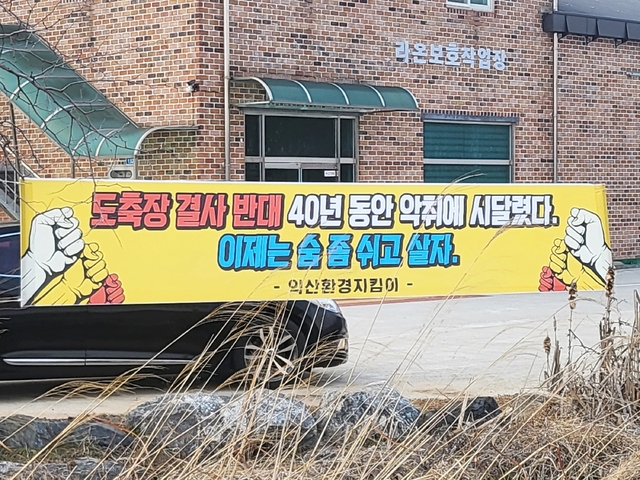 라온보호작업장
도축장 결사 반대 40년 동안 악취에 시달렸다.
이제는 숨 좀 쉬고 살자.
- 익산환경지킴이 -